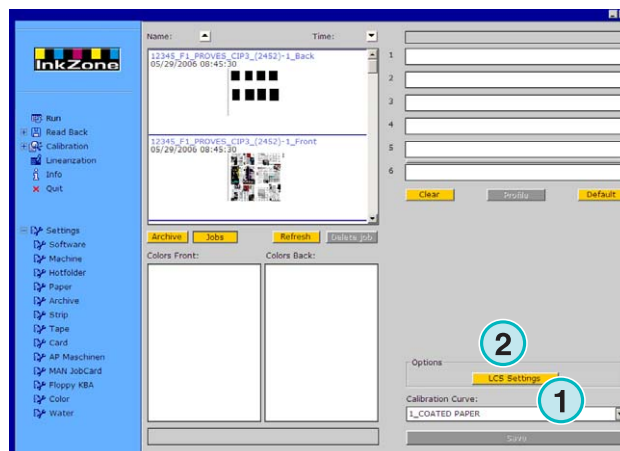 InkZone
Run
Read Back
Calibration
Linearization
Info
Quit
Settings
Software
Machine
Hotfolder
Paper
Archive
Strip
Tape
Card
AP Maschinen
MAN JobCard
Floppy KBA
Color
Water
Name:
Time:
12345_F1_PROVES_CIP3_(2452)-1_Back
05/29/2006 08:45:30
12345_F1_PROVES_CIP3_(2452)-1_Front
05/29/2006 08:45:30
Archive
Jobs
Refresh
Delete job
Colors Front:
Colors Back:
1
2
3
4
5
6
Clear
Profile
Default
2
Options
LCS Settings
1
Calibration Curve:
1_COATED PAPER
Save